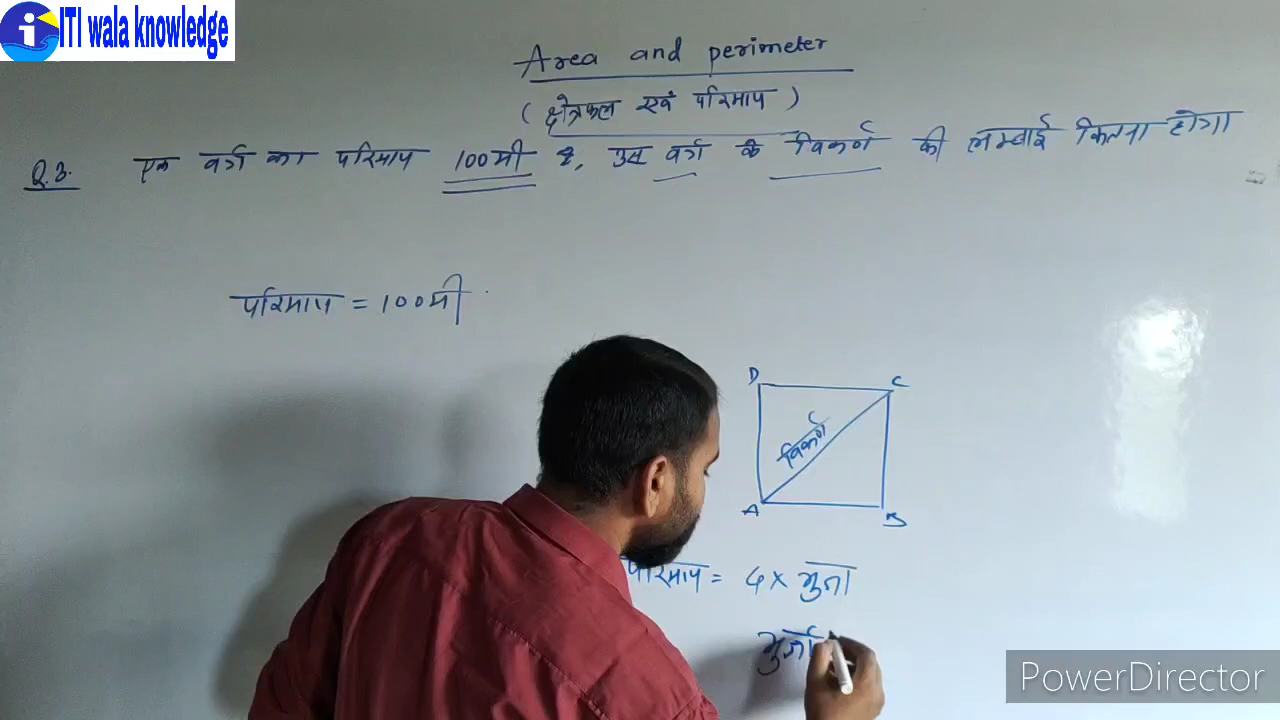 ITI wala knowledge
Area and perimeter
( क्षेत्रफल एवं परिमाप )
Q.3. एक वर्ग का परिमाप 100मी है, उस वर्ग के विकर्ण की लम्बाई कितना होगा
परिमाप = 100मी
D C
विकर्ण
A B
परिमाप = 4 × भुजा
भुजा
PowerDirector